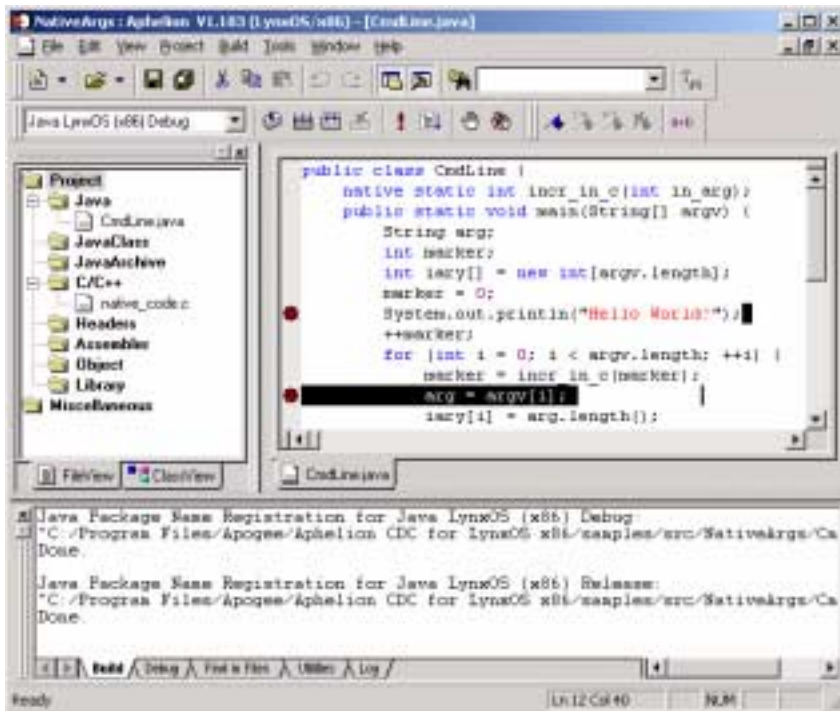 NativeArgs : Aphelion V1.103 (LynxOS/x86) - [CmdLine.java]
File Edit View Project Build Tools Window Help
Java LynxOS (x86) Debug
Project
Java
CmdLine.java
JavaClass
JavaArchive
C/C++
native_code.c
Headers
Assembler
Object
Library
Miscellaneous
FileView ClassView
public class CmdLine {
native static int incr_in_c(int in_arg);
public static void main(String[] argv) {
String arg;
int marker;
int iary[] = new int[argv.length];
marker = 0;
System.out.println("Hello World!");
++marker;
for (int i = 0; i < argv.length; ++i) {
marker = incr_in_c(marker);
arg = argv[i];
iary[i] = arg.length();
CmdLine.java
Java Package Name Registration for Java LynxOS (x86) Debug:
"C:/Program Files/Apogee/Aphelion CDC for LynxOS x86/samples/src/NativeArgs/Cm
Done.
Java Package Name Registration for Java LynxOS (x86) Release:
"C:/Program Files/Apogee/Aphelion CDC for LynxOS x86/samples/src/NativeArgs/Cm
Done.
Build Debug Find in Files Utilities Log
Ready Ln:12 Col:40 NUM